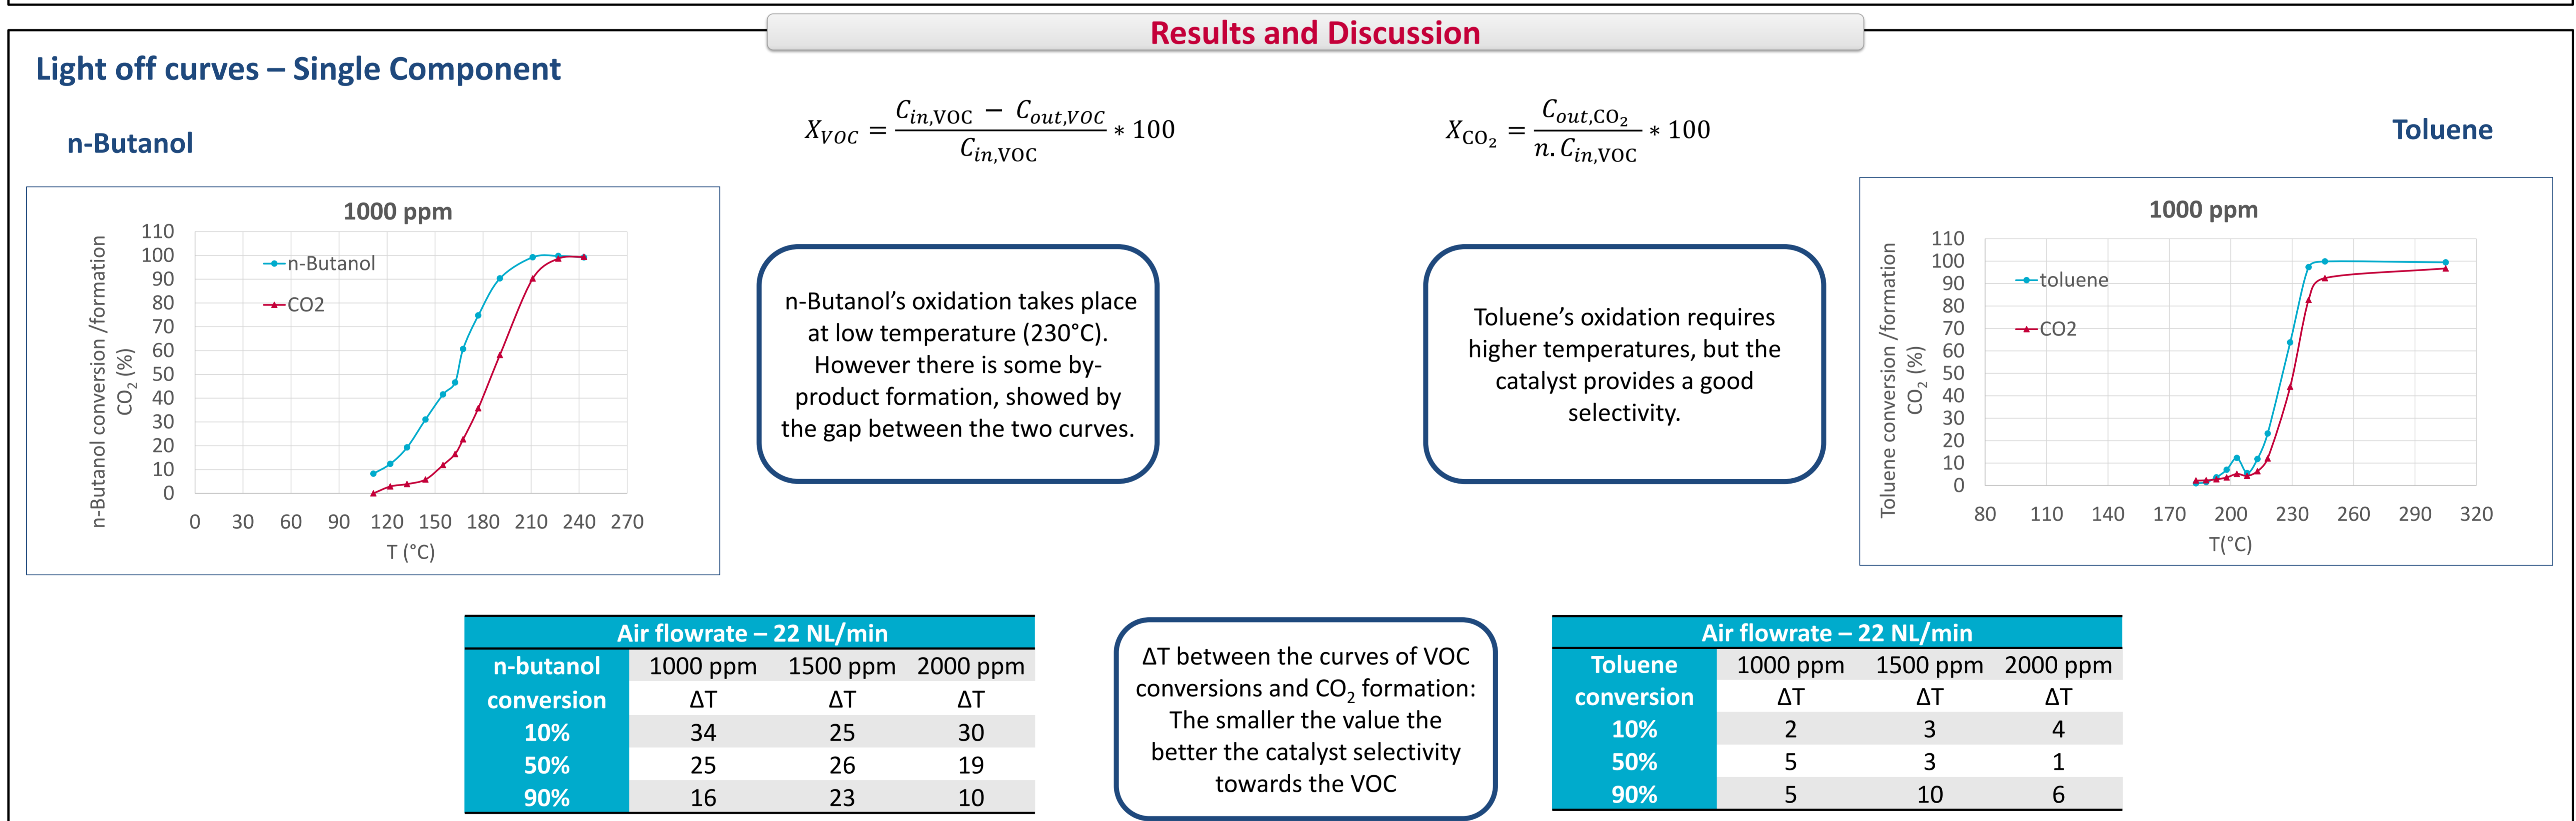 Results and Discussion
Light off curves – Single Component
n-Butanol
X_VOC = (C_in,VOC − C_out,VOC) / C_in,VOC * 100
X_CO₂ = C_out,CO₂ / n. C_in,VOC * 100
Toluene
1000 ppm
n-Butanol conversion /formation
CO₂ (%)
110
100
90
80
70
60
50
40
30
20
10
0
n-Butanol
CO2
0 30 60 90 120 150 180 210 240 270
T (°C)
n-Butanol’s oxidation takes place
at low temperature (230°C).
However there is some by-
product formation, showed by
the gap between the two curves.
Toluene’s oxidation requires
higher temperatures, but the
catalyst provides a good
selectivity.
1000 ppm
Toluene conversion /formation
CO₂ (%)
110
100
90
80
70
60
50
40
30
20
10
0
toluene
CO2
80 110 140 170 200 230 260 290 320
T(°C)
Air flowrate – 22 NL/min
n-butanol 1000 ppm 1500 ppm 2000 ppm
conversion ΔT ΔT ΔT
10% 34 25 30
50% 25 26 19
90% 16 23 10
ΔT between the curves of VOC
conversions and CO₂ formation:
The smaller the value the
better the catalyst selectivity
towards the VOC
Air flowrate – 22 NL/min
Toluene 1000 ppm 1500 ppm 2000 ppm
conversion ΔT ΔT ΔT
10% 2 3 4
50% 5 3 1
90% 5 10 6